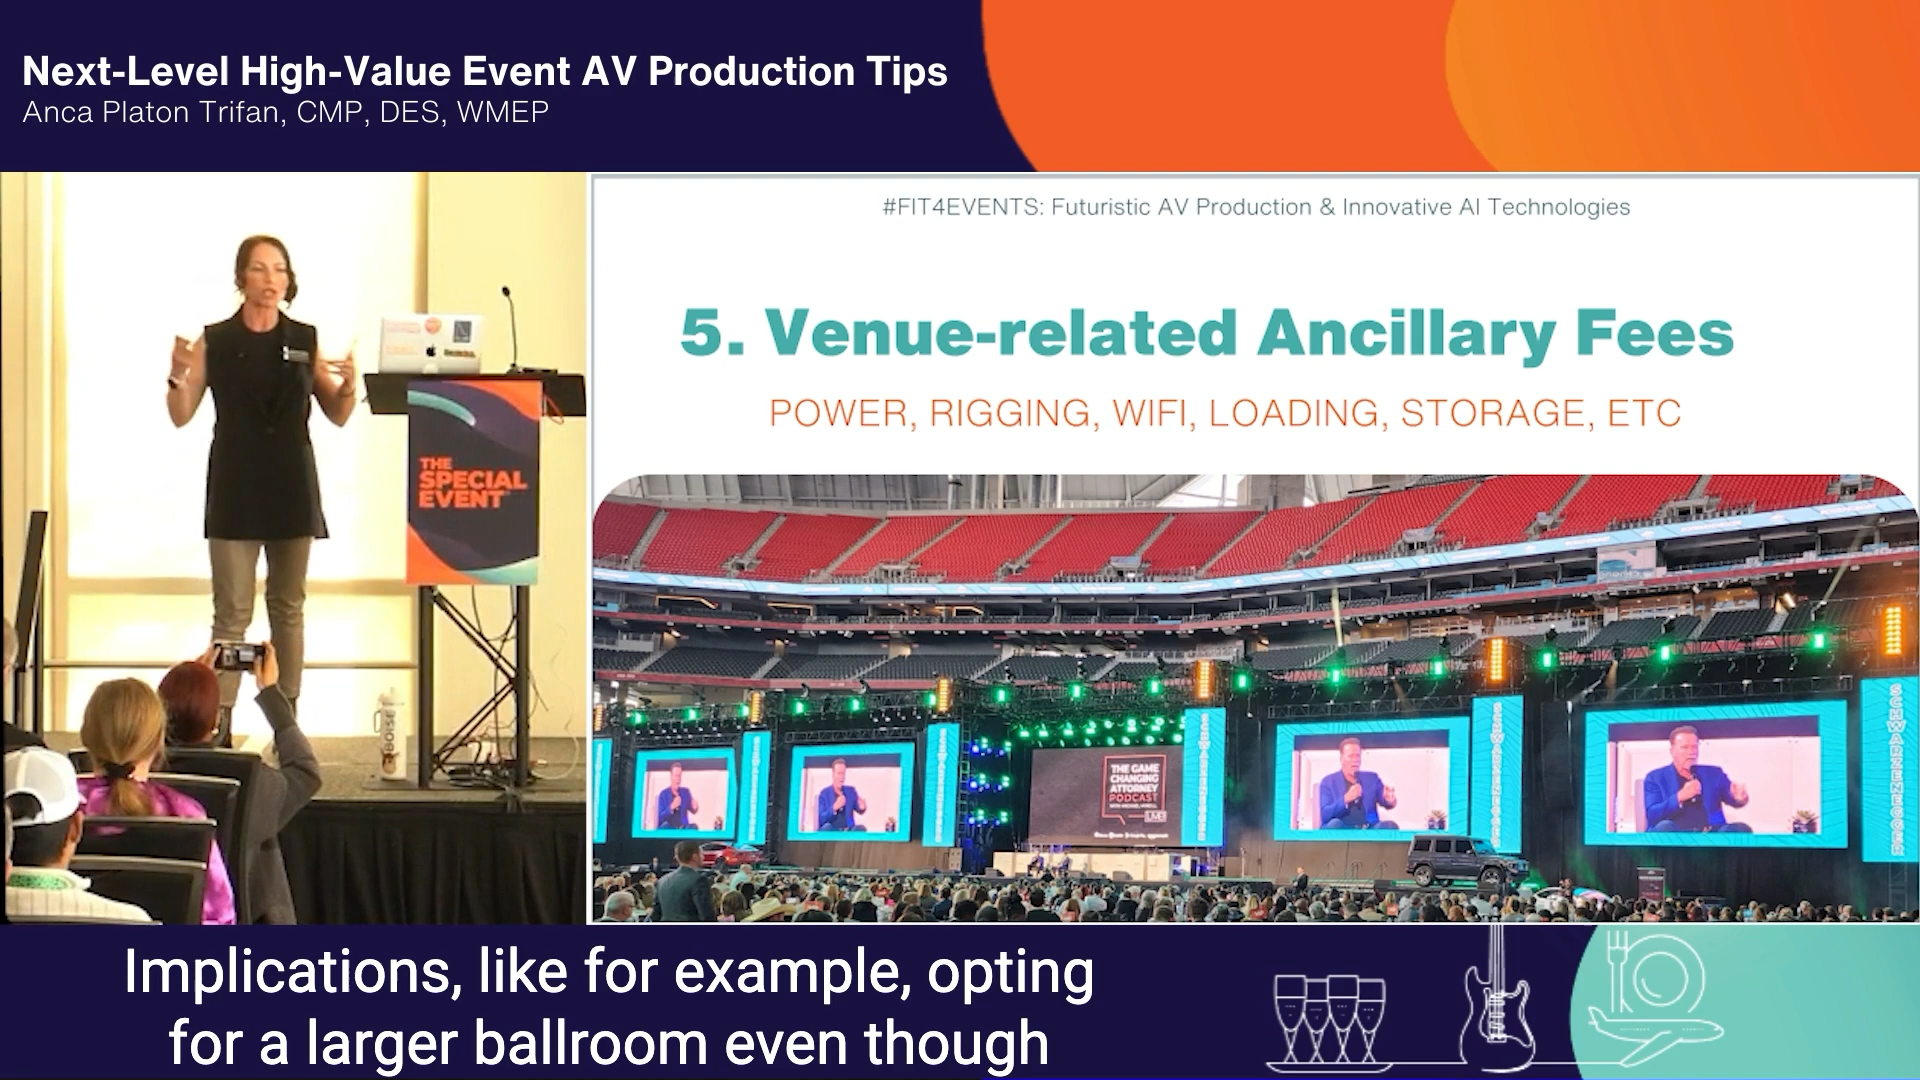 Next-Level High-Value Event AV Production Tips
Anca Platon Trifan, CMP, DES, WMEP
#FIT4EVENTS: Futuristic AV Production & Innovative AI Technologies
5. Venue-related Ancillary Fees
POWER, RIGGING, WIFI, LOADING, STORAGE, ETC
THE
SPECIAL
EVENT
BOSE
THE GAME
CHANGING
ATTORNEY
PODCAST
SCHWARZENEGGER
Implications, like for example, opting
for a larger ballroom even though